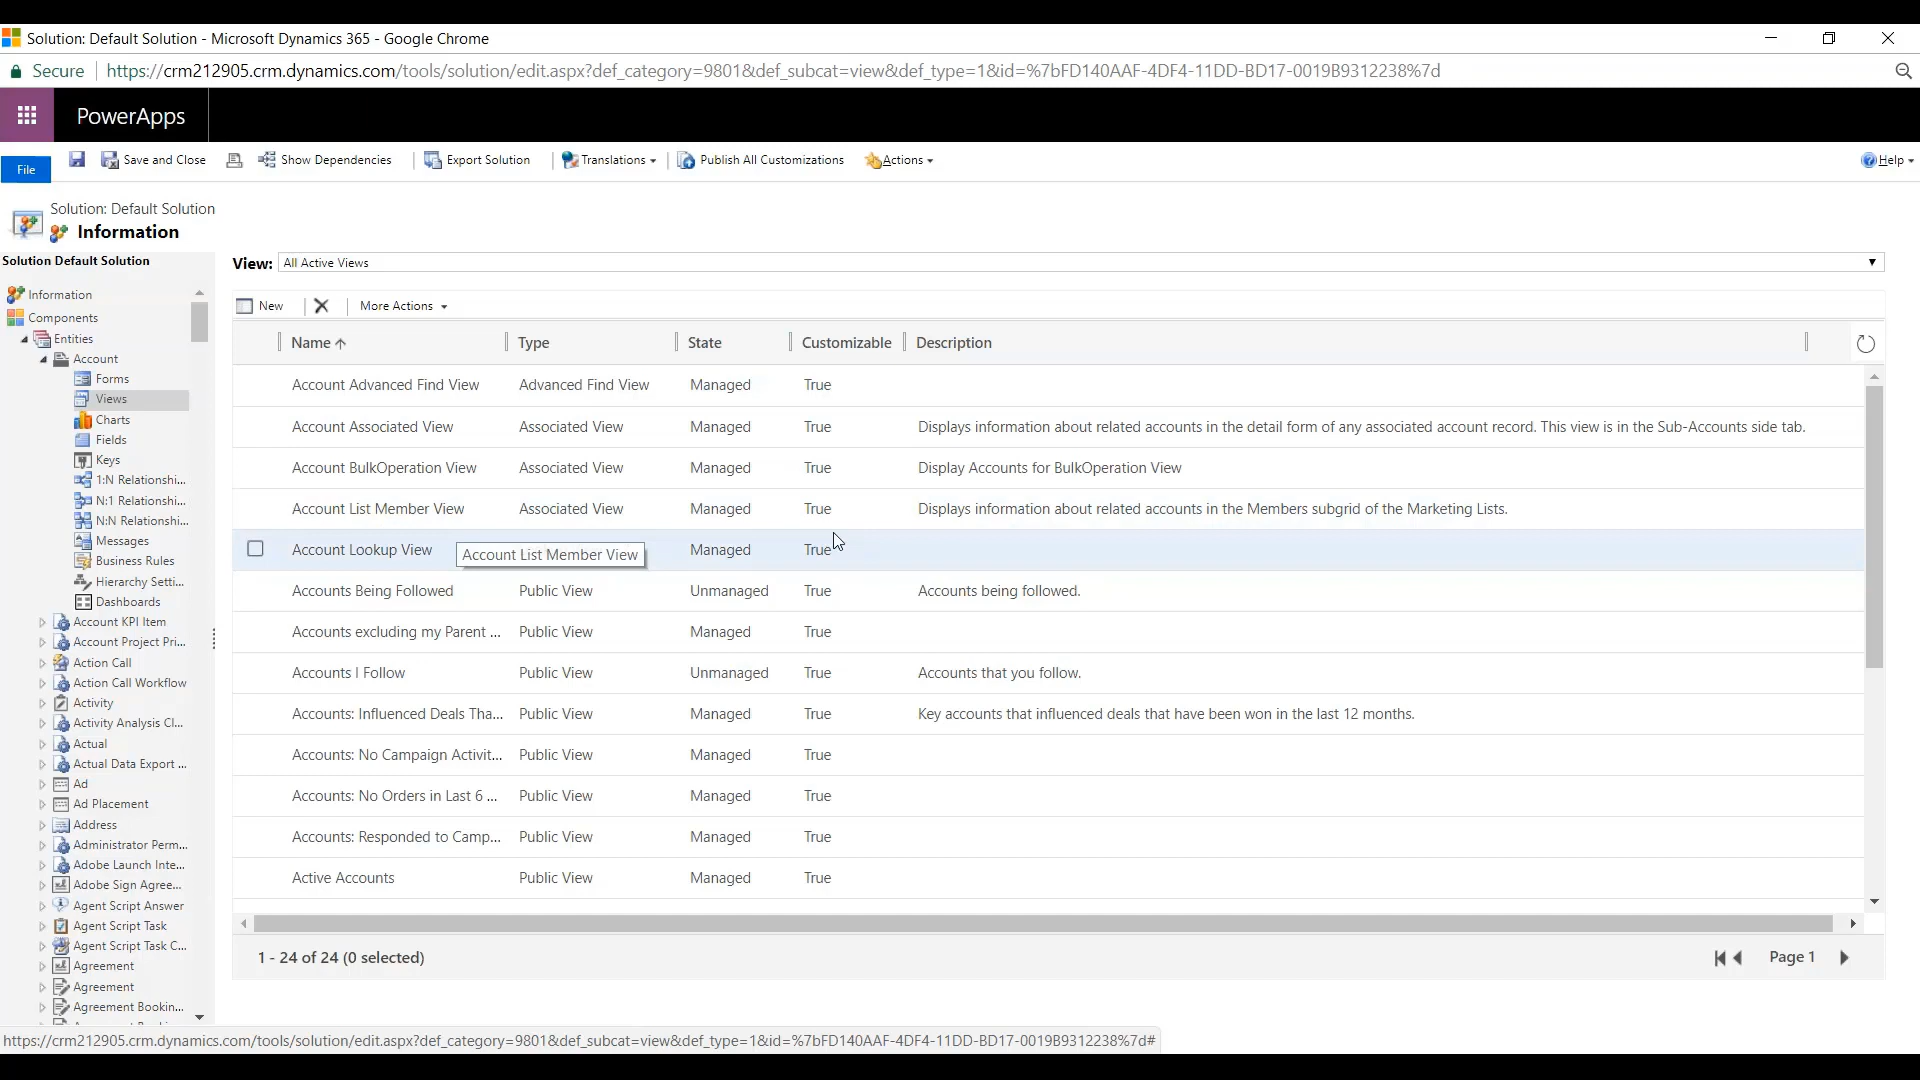 Solution: Default Solution - Microsoft Dynamics 365 - Google Chrome
Secure https://crm212905.crm.dynamics.com/tools/solution/edit.aspx?def_category=9801&def_subcat=view&def_type=1&id=%7bFD140AAF-4DF4-11DD-BD17-0019B9312238%7d
PowerApps
File Save and Close Show Dependencies Export Solution Translations Publish All Customizations Actions Help
Solution: Default Solution
Information
Solution Default Solution
Information
Components
Entities
Account
Forms
Views
Charts
Fields
Keys
1:N Relationshi...
N:1 Relationshi...
N:N Relationshi...
Messages
Business Rules
Hierarchy Setti...
Dashboards
Account KPI Item
Account Project Pri...
Action Call
Action Call Workflow
Activity
Activity Analysis Cl...
Actual
Actual Data Export ...
Ad
Ad Placement
Address
Administrator Perm...
Adobe Launch Inte...
Adobe Sign Agree...
Agent Script Answer
Agent Script Task
Agent Script Task C...
Agreement
Agreement
Agreement Bookin...
View: All Active Views
New More Actions
Name Type State Customizable Description
Account Advanced Find View Advanced Find View Managed True
Account Associated View Associated View Managed True Displays information about related accounts in the detail form of any associated account record. This view is in the Sub-Accounts side tab.
Account BulkOperation View Associated View Managed True Display Accounts for BulkOperation View
Account List Member View Associated View Managed True Displays information about related accounts in the Members subgrid of the Marketing Lists.
Account Lookup View Account List Member View Managed True
Accounts Being Followed Public View Unmanaged True Accounts being followed.
Accounts excluding my Parent ... Public View Managed True
Accounts I Follow Public View Unmanaged True Accounts that you follow.
Accounts: Influenced Deals Tha... Public View Managed True Key accounts that influenced deals that have been won in the last 12 months.
Accounts: No Campaign Activit... Public View Managed True
Accounts: No Orders in Last 6 ... Public View Managed True
Accounts: Responded to Camp... Public View Managed True
Active Accounts Public View Managed True
1 - 24 of 24 (0 selected) Page 1
https://crm212905.crm.dynamics.com/tools/solution/edit.aspx?def_category=9801&def_subcat=view&def_type=1&id=%7bFD140AAF-4DF4-11DD-BD17-0019B9312238%7d#